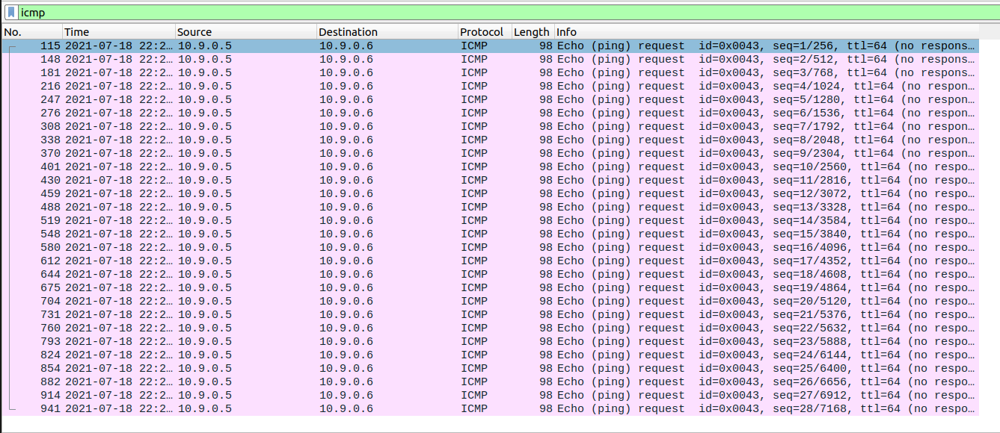 icmp
No. Time Source Destination Protocol Length Info
115 2021-07-18 22:2… 10.9.0.5 10.9.0.6 ICMP 98 Echo (ping) request id=0x0043, seq=1/256, ttl=64 (no respons…
148 2021-07-18 22:2… 10.9.0.5 10.9.0.6 ICMP 98 Echo (ping) request id=0x0043, seq=2/512, ttl=64 (no respons…
181 2021-07-18 22:2… 10.9.0.5 10.9.0.6 ICMP 98 Echo (ping) request id=0x0043, seq=3/768, ttl=64 (no respons…
216 2021-07-18 22:2… 10.9.0.5 10.9.0.6 ICMP 98 Echo (ping) request id=0x0043, seq=4/1024, ttl=64 (no respon…
247 2021-07-18 22:2… 10.9.0.5 10.9.0.6 ICMP 98 Echo (ping) request id=0x0043, seq=5/1280, ttl=64 (no respon…
276 2021-07-18 22:2… 10.9.0.5 10.9.0.6 ICMP 98 Echo (ping) request id=0x0043, seq=6/1536, ttl=64 (no respon…
308 2021-07-18 22:2… 10.9.0.5 10.9.0.6 ICMP 98 Echo (ping) request id=0x0043, seq=7/1792, ttl=64 (no respon…
338 2021-07-18 22:2… 10.9.0.5 10.9.0.6 ICMP 98 Echo (ping) request id=0x0043, seq=8/2048, ttl=64 (no respon…
370 2021-07-18 22:2… 10.9.0.5 10.9.0.6 ICMP 98 Echo (ping) request id=0x0043, seq=9/2304, ttl=64 (no respon…
401 2021-07-18 22:2… 10.9.0.5 10.9.0.6 ICMP 98 Echo (ping) request id=0x0043, seq=10/2560, ttl=64 (no respo…
430 2021-07-18 22:2… 10.9.0.5 10.9.0.6 ICMP 98 Echo (ping) request id=0x0043, seq=11/2816, ttl=64 (no respo…
459 2021-07-18 22:2… 10.9.0.5 10.9.0.6 ICMP 98 Echo (ping) request id=0x0043, seq=12/3072, ttl=64 (no respo…
488 2021-07-18 22:2… 10.9.0.5 10.9.0.6 ICMP 98 Echo (ping) request id=0x0043, seq=13/3328, ttl=64 (no respo…
519 2021-07-18 22:2… 10.9.0.5 10.9.0.6 ICMP 98 Echo (ping) request id=0x0043, seq=14/3584, ttl=64 (no respo…
548 2021-07-18 22:2… 10.9.0.5 10.9.0.6 ICMP 98 Echo (ping) request id=0x0043, seq=15/3840, ttl=64 (no respo…
580 2021-07-18 22:2… 10.9.0.5 10.9.0.6 ICMP 98 Echo (ping) request id=0x0043, seq=16/4096, ttl=64 (no respo…
612 2021-07-18 22:2… 10.9.0.5 10.9.0.6 ICMP 98 Echo (ping) request id=0x0043, seq=17/4352, ttl=64 (no respo…
644 2021-07-18 22:2… 10.9.0.5 10.9.0.6 ICMP 98 Echo (ping) request id=0x0043, seq=18/4608, ttl=64 (no respo…
675 2021-07-18 22:2… 10.9.0.5 10.9.0.6 ICMP 98 Echo (ping) request id=0x0043, seq=19/4864, ttl=64 (no respo…
704 2021-07-18 22:2… 10.9.0.5 10.9.0.6 ICMP 98 Echo (ping) request id=0x0043, seq=20/5120, ttl=64 (no respo…
731 2021-07-18 22:2… 10.9.0.5 10.9.0.6 ICMP 98 Echo (ping) request id=0x0043, seq=21/5376, ttl=64 (no respo…
760 2021-07-18 22:2… 10.9.0.5 10.9.0.6 ICMP 98 Echo (ping) request id=0x0043, seq=22/5632, ttl=64 (no respo…
793 2021-07-18 22:2… 10.9.0.5 10.9.0.6 ICMP 98 Echo (ping) request id=0x0043, seq=23/5888, ttl=64 (no respo…
824 2021-07-18 22:2… 10.9.0.5 10.9.0.6 ICMP 98 Echo (ping) request id=0x0043, seq=24/6144, ttl=64 (no respo…
854 2021-07-18 22:2… 10.9.0.5 10.9.0.6 ICMP 98 Echo (ping) request id=0x0043, seq=25/6400, ttl=64 (no respo…
882 2021-07-18 22:2… 10.9.0.5 10.9.0.6 ICMP 98 Echo (ping) request id=0x0043, seq=26/6656, ttl=64 (no respo…
914 2021-07-18 22:2… 10.9.0.5 10.9.0.6 ICMP 98 Echo (ping) request id=0x0043, seq=27/6912, ttl=64 (no respo…
941 2021-07-18 22:2… 10.9.0.5 10.9.0.6 ICMP 98 Echo (ping) request id=0x0043, seq=28/7168, ttl=64 (no respo…